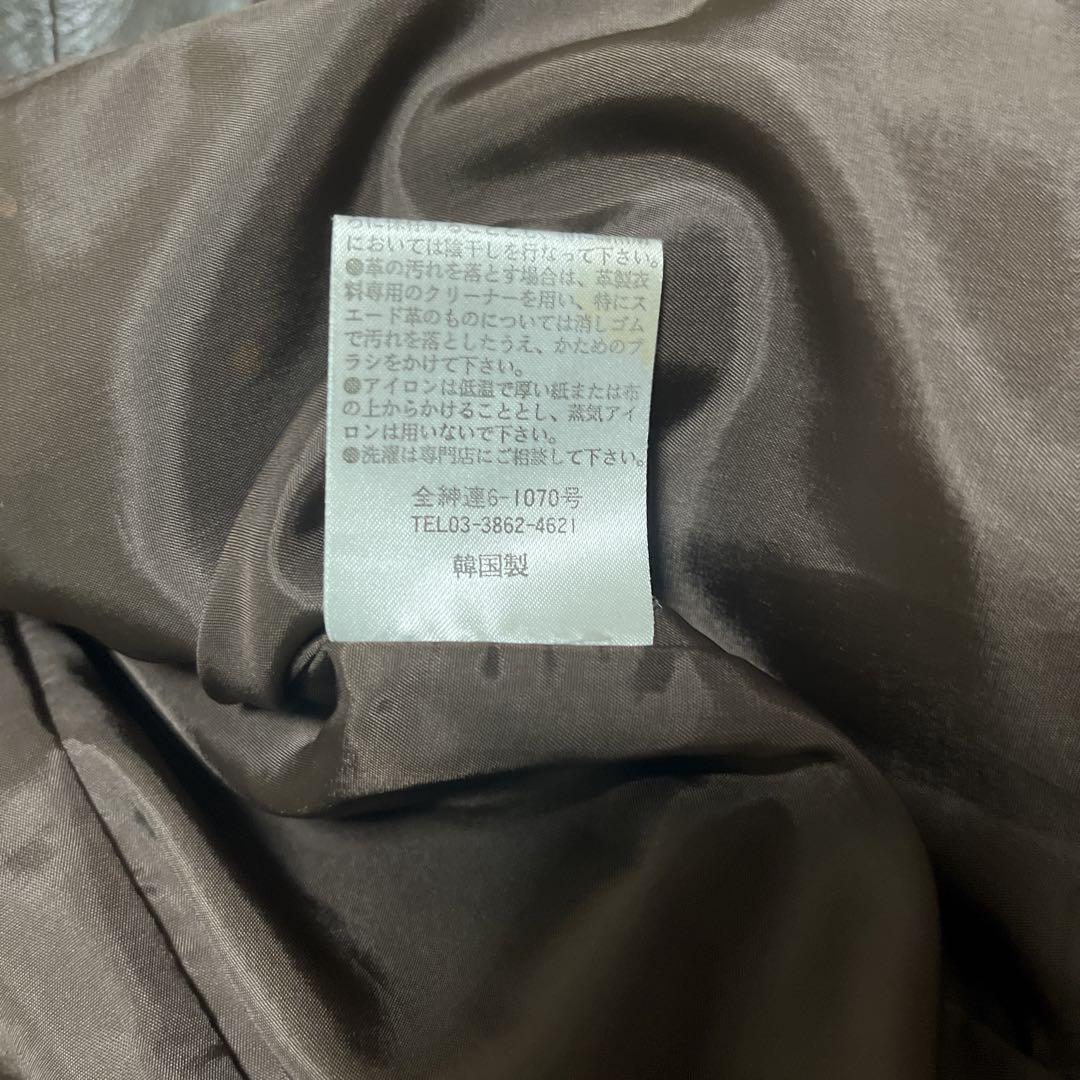 においては陰干しを行なって下さい。
●革の汚れを落とす場合は、革製衣
料専用のクリーナーを用い、特にス
エード革のものについては消しゴム
で汚れを落としたうえ、かためのブ
ラシをかけて下さい。
●アイロンは低温で厚い紙または布
の上からかけることとし、蒸気アイ
ロンは用いないで下さい。
●洗濯は専門店にご相談して下さい。
全紳連6-1070号
TEL03-3862-4621
韓国製